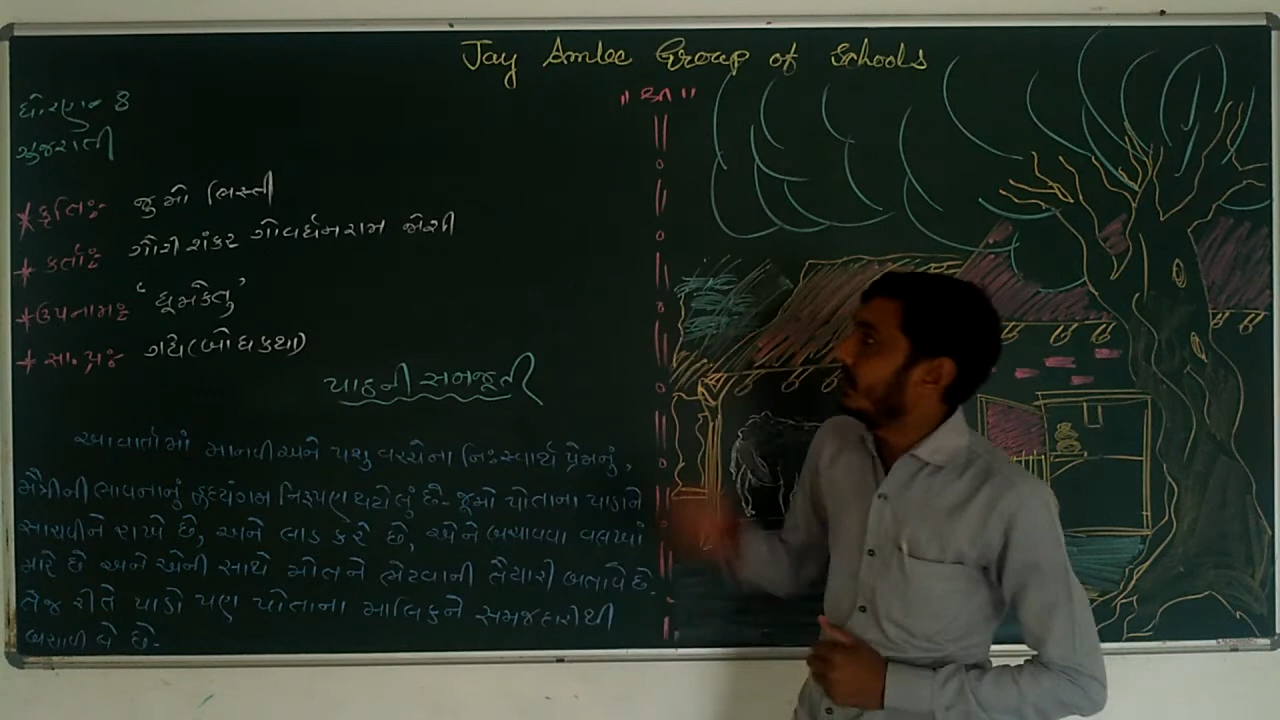 Jay Amlee Group of Schools
ધોરણ - 8
ગુજરાતી
* કૃતિઃ- જુમો ભિસ્તી
* કર્તાઃ ગૌરીશંકર ગોવર્ધનરામ જોશી
* ઉપનામઃ 'ધૂમકેતુ'
* સા.પ્રઃ- ગદ્ય(બોધકથા)
પાઠની સમજૂતી
આ વાર્તામાં માનવી અને પશુ વચ્ચેના નિઃસ્વાર્થ પ્રેમનું,
મૈત્રીની ભાવનાનું હૃદયંગમ નિરૂપણ થયેલું છે. જૂમો પોતાના પાડાને
સાચવીને રાખે છે, અને લાડ કરે છે, એને બચાવવા વલખાં
મારે છે અને એની સાથે મોતને ભેટવાની તૈયારી બતાવે છે.
તેજ રીતે પાડો પણ પોતાના માલિકને સમજદારીથી
બચાવી લે છે.